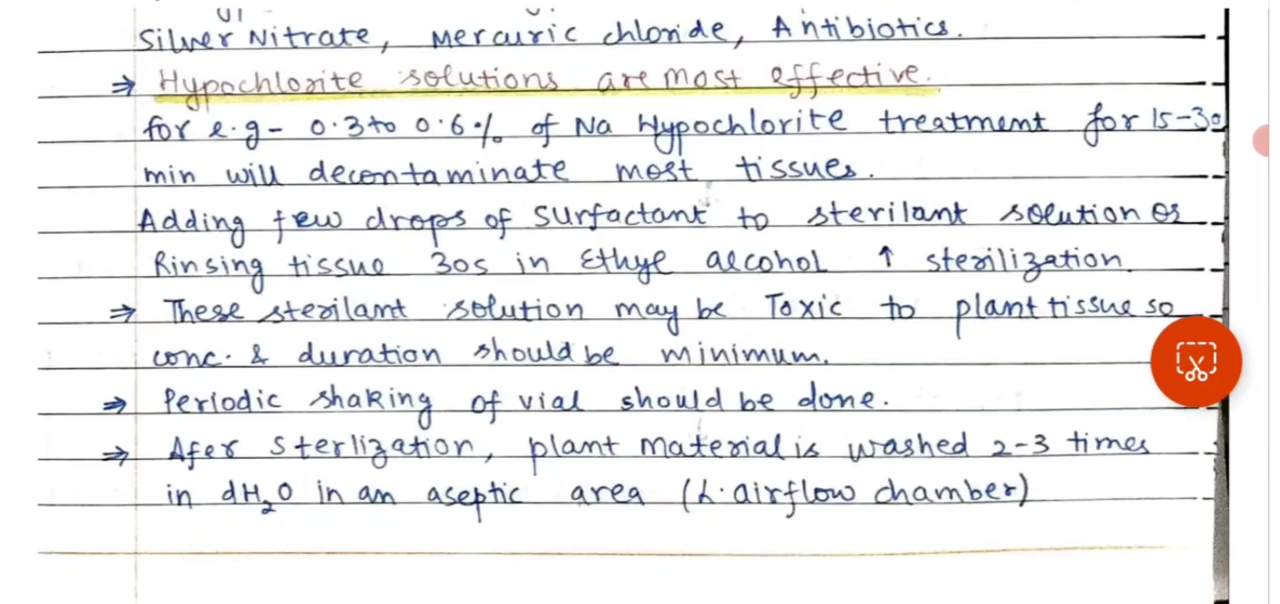 Silver Nitrate, Mercuric chloride, Antibiotics.
⇒ Hypochlorite solutions are most effective.
for e.g- 0.3 to 0.6% of Na Hypochlorite treatment for 15-30
min will decontaminate most tissues.
Adding few drops of surfactant to sterilant solution or
Rinsing tissue 30s in Ethyl alcohol ↑ sterilization
⇒ These sterilant solution may be Toxic to plant tissue so
conc. & duration should be minimum.
⇒ Periodic shaking of vial should be done.
⇒ Afer sterlization, plant material is washed 2-3 times
in dH₂O in an aseptic area (L. airflow chamber)